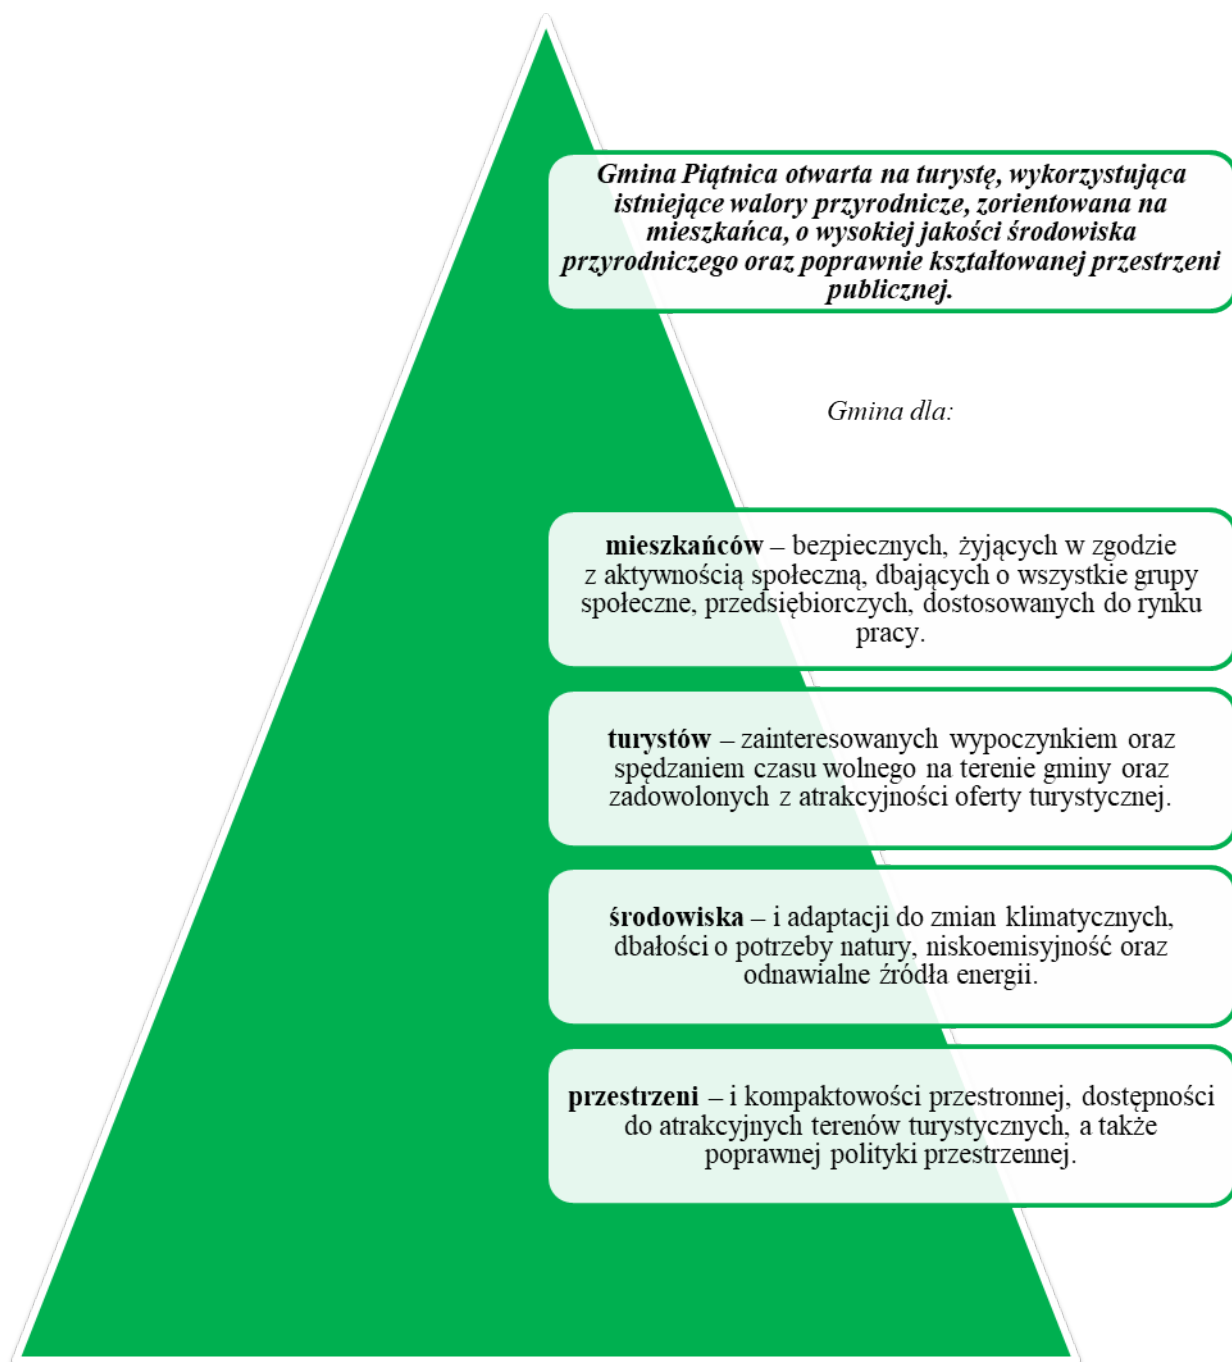 Gmina Piątnica otwarta na turystę, wykorzystująca
istniejące walory przyrodnicze, zorientowana na
mieszkańca, o wysokiej jakości środowiska
przyrodniczego oraz poprawnie kształtowanej przestrzeni
publicznej.
Gmina dla:
mieszkańców – bezpiecznych, żyjących w zgodzie
z aktywnością społeczną, dbających o wszystkie grupy
społeczne, przedsiębiorczych, dostosowanych do rynku
pracy.
turystów – zainteresowanych wypoczynkiem oraz
spędzaniem czasu wolnego na terenie gminy oraz
zadowolonych z atrakcyjności oferty turystycznej.
środowiska – i adaptacji do zmian klimatycznych,
dbałości o potrzeby natury, niskoemisyjność oraz
odnawialne źródła energii.
przestrzeni – i kompaktowości przestronnej, dostępności
do atrakcyjnych terenów turystycznych, a także
poprawnej polityki przestrzennej.